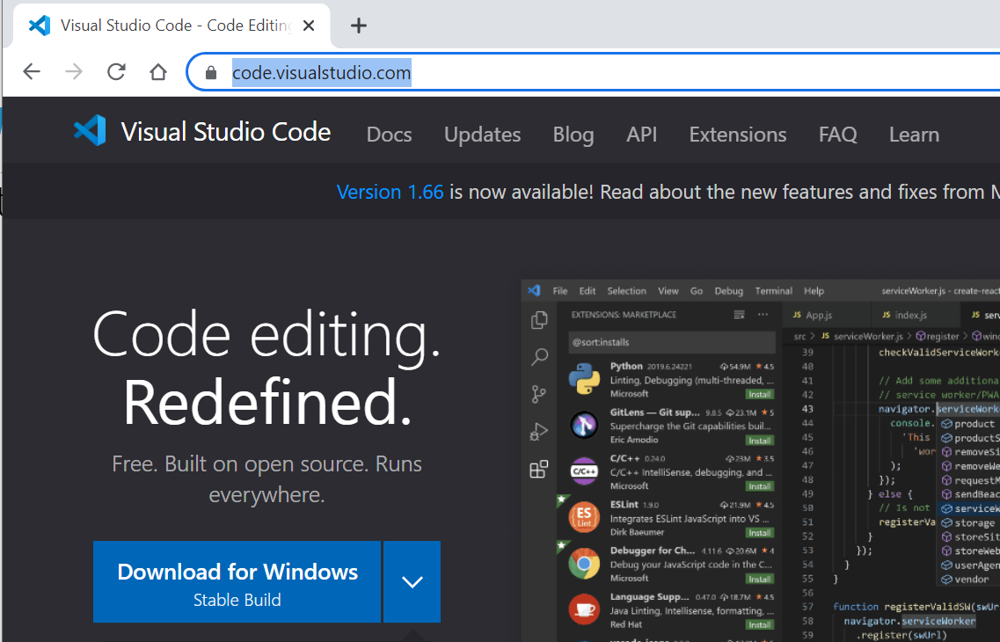 Visual Studio Code - Code Editing
code.visualstudio.com
Visual Studio Code Docs Updates Blog API Extensions FAQ Learn
Version 1.66 is now available! Read about the new features and fixes from
Code editing.
Redefined.
Free. Built on open source. Runs
everywhere.
Download for Windows
Stable Build
File Edit Selection View Go Debug Terminal Help serviceWorker.js - create-react
EXTENSIONS: MARKETPLACE
@sort:installs
Python 2019.6.24221 54.9M 4.5
Linting, Debugging (multi-threaded, ...
Microsoft Install
GitLens — Git sup... 9.8.5 23.1M 5
Supercharge the Git capabilities buil...
Eric Amodio Install
C/C++ 0.24.0 23M 3.5
C/C++ IntelliSense, debugging, and ...
Microsoft Install
C/C++
ESLint 1.9.0 21.9M 4.5
Integrates ESLint JavaScript into VS ...
Dirk Baeumer Install
ES
Lint
Debugger for Ch... 4.11.6 20.6M 4
Debug your JavaScript code in the C...
Microsoft Install
Language Supp... 0.47.0 18.7M 4.5
Java Linting, Intellisense, formatting, ...
Red Hat Install
JS App.js JS index.js JS serv
src > JS serviceWorker.js > register > wind
39 checkValidServiceWorke
40
41 // Add some additiona
42 // service worker/PWA
43 navigator.serviceWorke
44 console. product
45 'This productS
46 'wor removeSi
47 ); removeWe
48 }); requestM
49 } else { sendBeac
50 // Is not serviceW
51 registerVa storage
52 } storeSit
53 }); storeWeb
54 } userAgen
55 } vendor
56
57 function registerValidSW(swUr
58 navigator.serviceWorker
59 .register(swUrl)